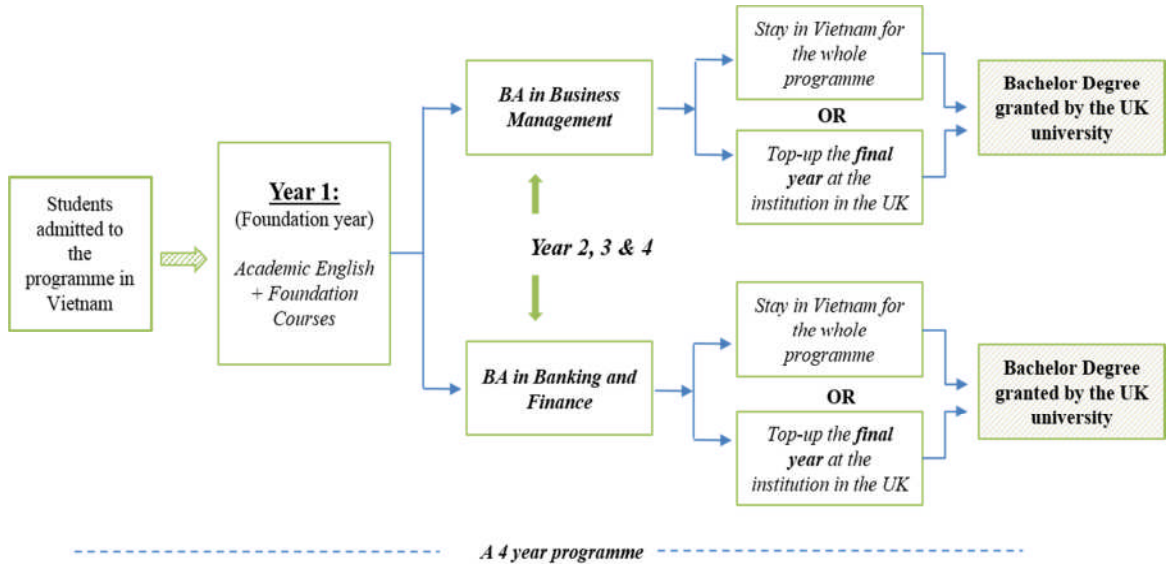 Students
admitted to
the
programme in
Vietnam
Year 1:
(Foundation year)
Academic English
+ Foundation
Courses
BA in Business
Management
Year 2, 3 & 4
BA in Banking and
Finance
Stay in Vietnam for
the whole
programme
OR
Top-up the final
year at the
institution in the UK
Bachelor Degree
granted by the UK
university
Stay in Vietnam for
the whole
programme
OR
Top-up the final
year at the
institution in the UK
Bachelor Degree
granted by the UK
university
A 4 year programme